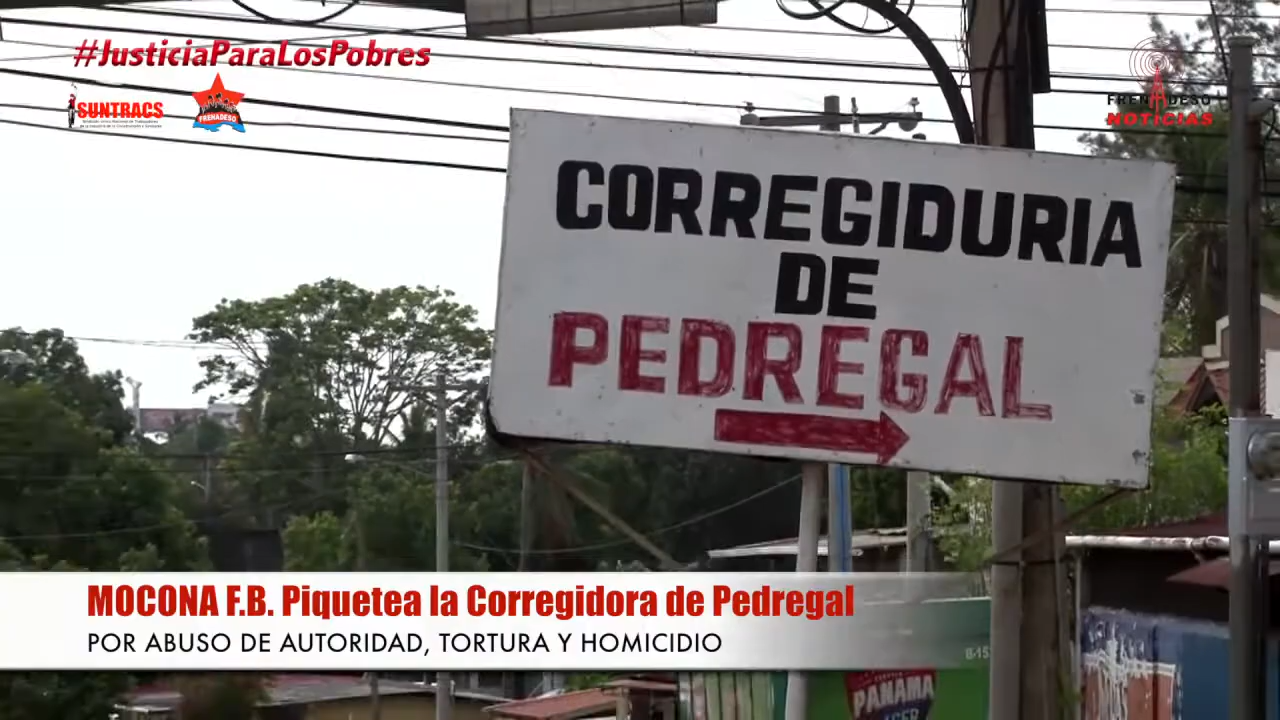 #JusticiaParaLosPobres
SUNTRACS
FRENADESO
FRENADESO
NOTICIAS
CORREGIDURIA
DE
PEDREGAL
MOCONA F.B. Piquetea la Corregidora de Pedregal
POR ABUSO DE AUTORIDAD, TORTURA Y HOMICIDIO
PANAMA